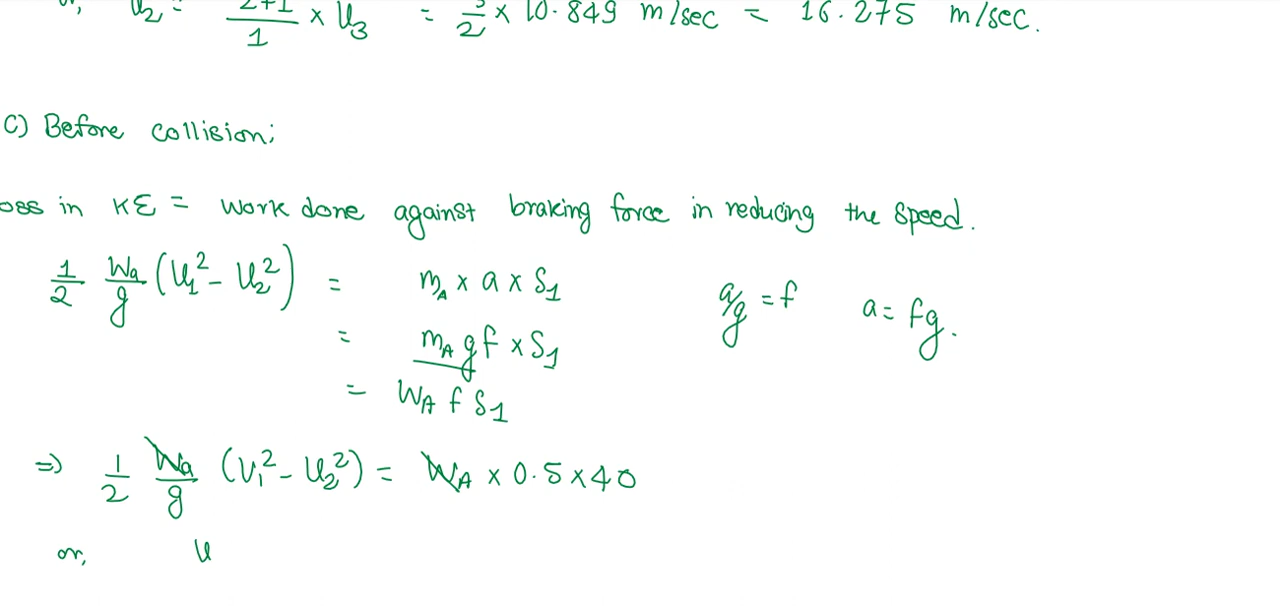 or, U2 = 2+1/1 × U3 = 3/2 × 10.849 m/sec = 16.275 m/sec.
C) Before collision;
oss in KE = work done against braking force in reducing the speed.
1/2 Wa/g (U1² - U2²) = mA × a × S1 a/g = f a = fg.
= mA g f × S1
= WA f S1
⇒ 1/2 Wa/g (U1² - U2²) = WA × 0.5 × 40
or, U